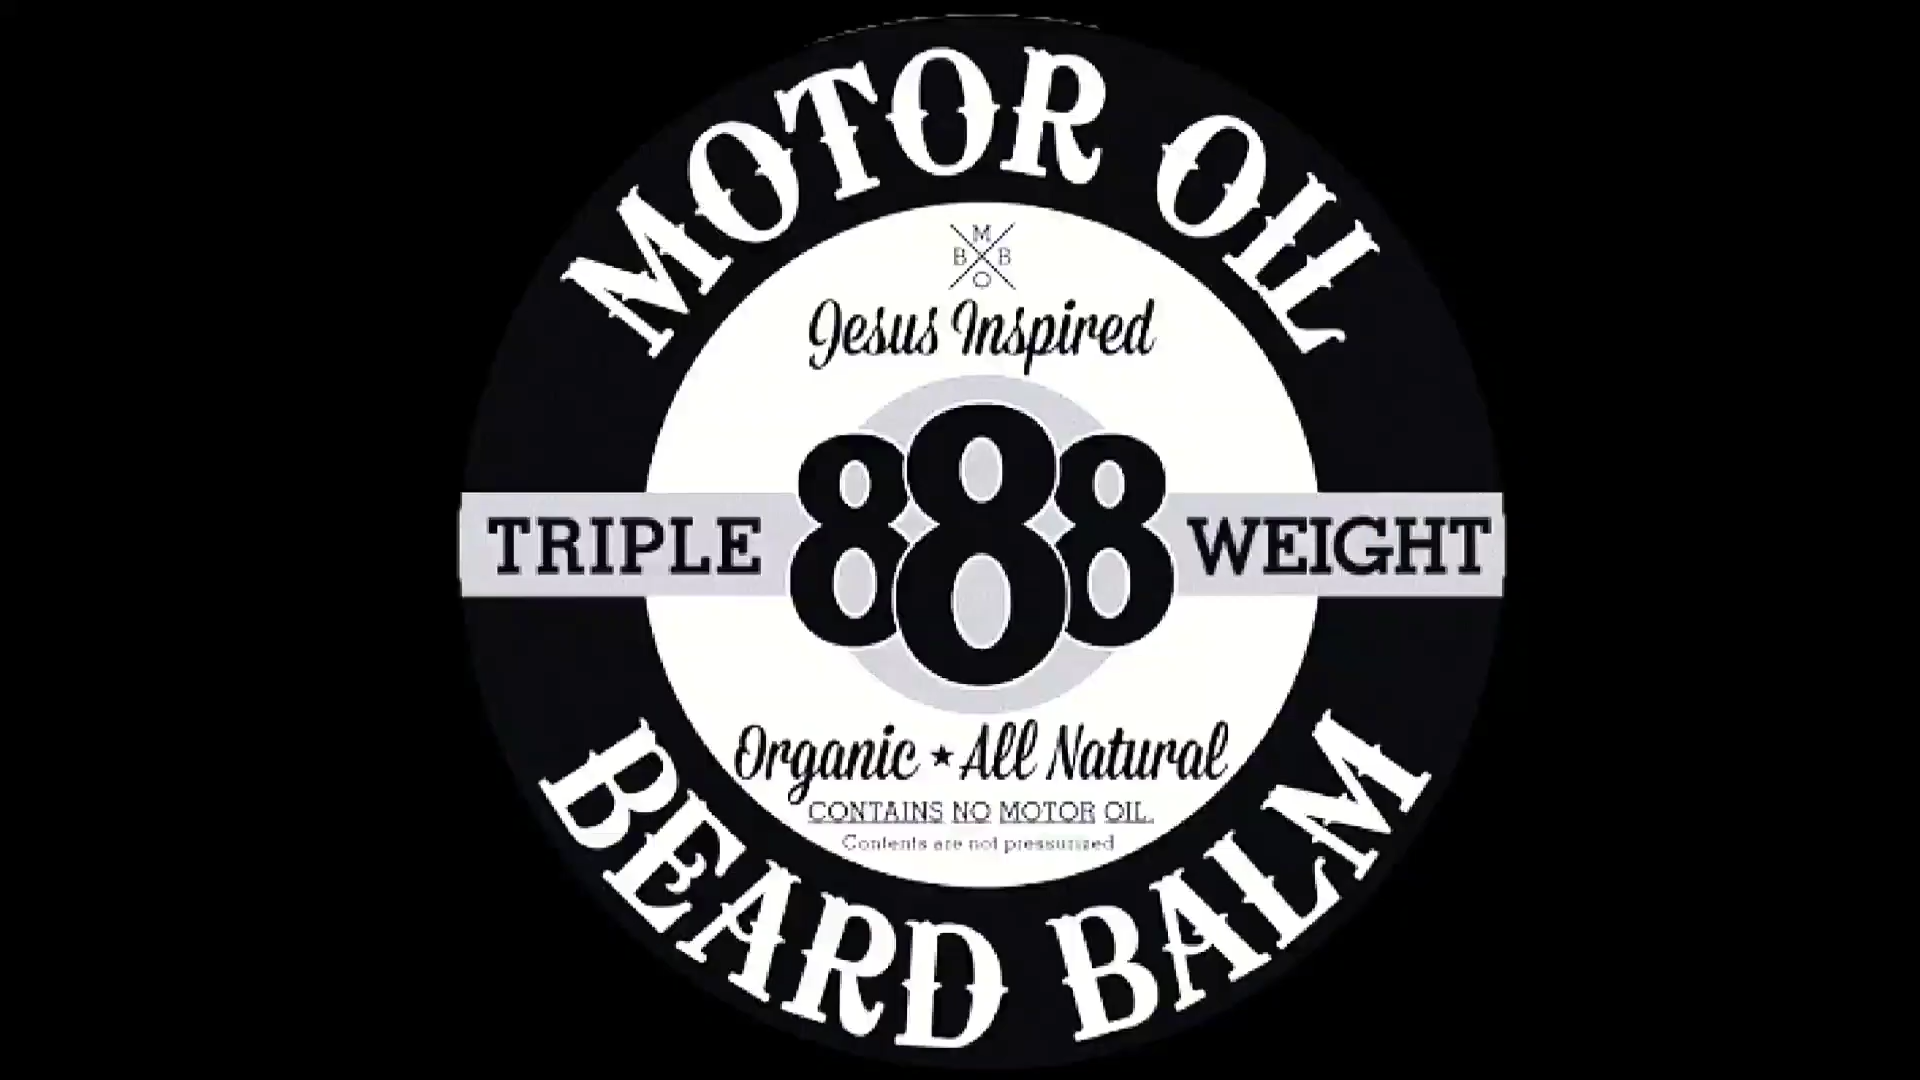 MOTOR OIL
M
B B
O
Jesus Inspired
TRIPLE 888 WEIGHT
Organic ★ All Natural
CONTAINS NO MOTOR OIL.
Contents are not pressurized
BEARD BALM